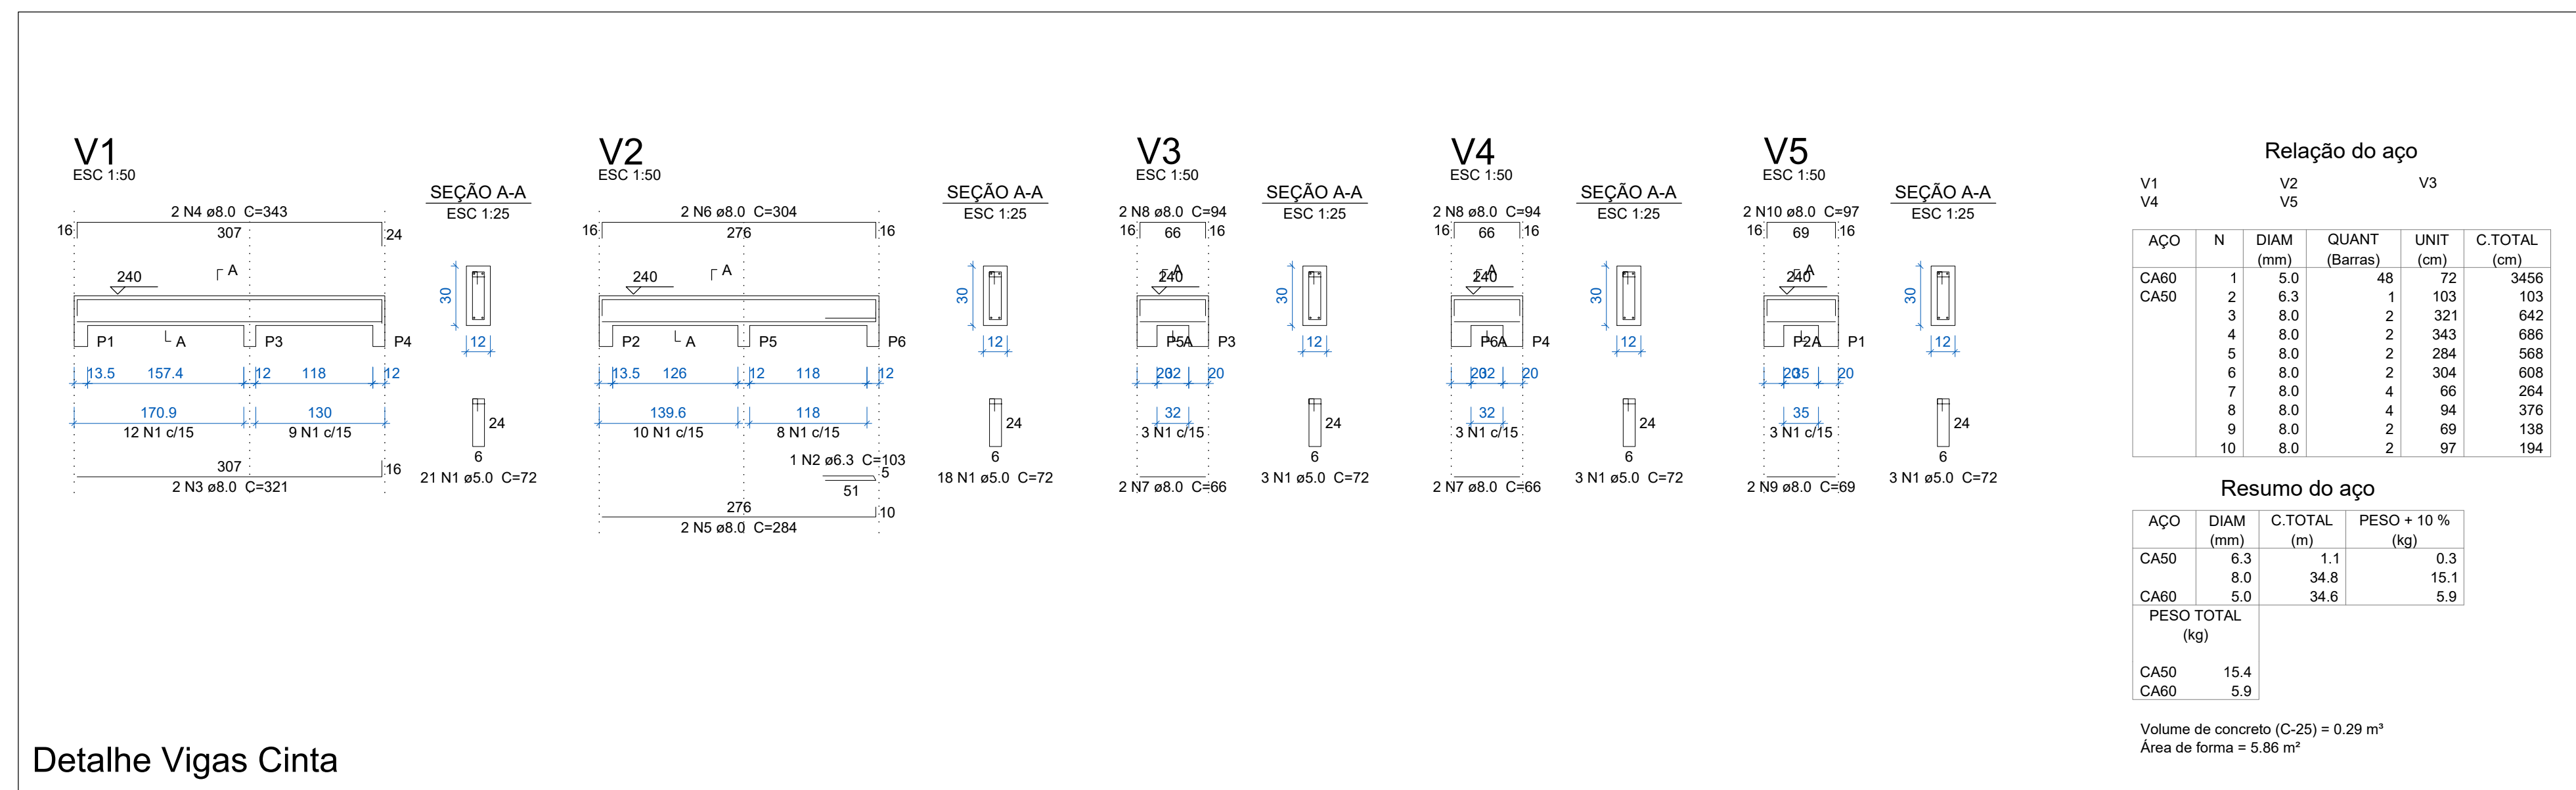 V1
ESC 1:50
SEÇÃO A-A
ESC 1:25
2 N4 ø8.0 C=343
16
307
24
A
240
30
P1
A
P3
P4
12
13.5 157.4 12 118 12
170.9 130
12 N1 c/15 9 N1 c/15
24
6
21 N1 ø5.0 C=72
307
16
2 N3 ø8.0 C=321
V2
ESC 1:50
SEÇÃO A-A
ESC 1:25
2 N6 ø8.0 C=304
16
276
16
A
240
30
P2
A
P5
P6
12
13.5 126 12 118 12
139.6 118
10 N1 c/15 8 N1 c/15
24
6
18 N1 ø5.0 C=72
1 N2 ø6.3 C=103
5
51
276
10
2 N5 ø8.0 C=284
V3
ESC 1:50
SEÇÃO A-A
ESC 1:25
2 N8 ø8.0 C=94
16 66 16
A
240
30
P5
A
P3
12
20 32 20
32
3 N1 c/15
24
6
3 N1 ø5.0 C=72
2 N7 ø8.0 C=66
V4
ESC 1:50
SEÇÃO A-A
ESC 1:25
2 N8 ø8.0 C=94
16 66 16
A
240
30
P6
A
P4
12
20 32 20
32
3 N1 c/15
24
6
3 N1 ø5.0 C=72
2 N7 ø8.0 C=66
V5
ESC 1:50
SEÇÃO A-A
ESC 1:25
2 N10 ø8.0 C=97
16 69 16
A
240
30
P2
A
P1
12
20 35 20
35
3 N1 c/15
24
6
3 N1 ø5.0 C=72
2 N9 ø8.0 C=69
Relação do aço
V1 V2 V3
V4 V5
AÇO N DIAM QUANT UNIT C.TOTAL
(mm) (Barras) (cm) (cm)
CA60 1 5.0 48 72 3456
CA50 2 6.3 1 103 103
3 8.0 2 321 642
4 8.0 2 343 686
5 8.0 2 284 568
6 8.0 2 304 608
7 8.0 4 66 264
8 8.0 4 94 376
9 8.0 2 69 138
10 8.0 2 97 194
Resumo do aço
AÇO DIAM C.TOTAL PESO + 10 %
(mm) (m) (kg)
CA50 6.3 1.1 0.3
8.0 34.8 15.1
CA60 5.0 34.6 5.9
PESO TOTAL
(kg)
CA50 15.4
CA60 5.9
Volume de concreto (C-25) = 0.29 m³
Área de forma = 5.86 m²
Detalhe Vigas Cinta